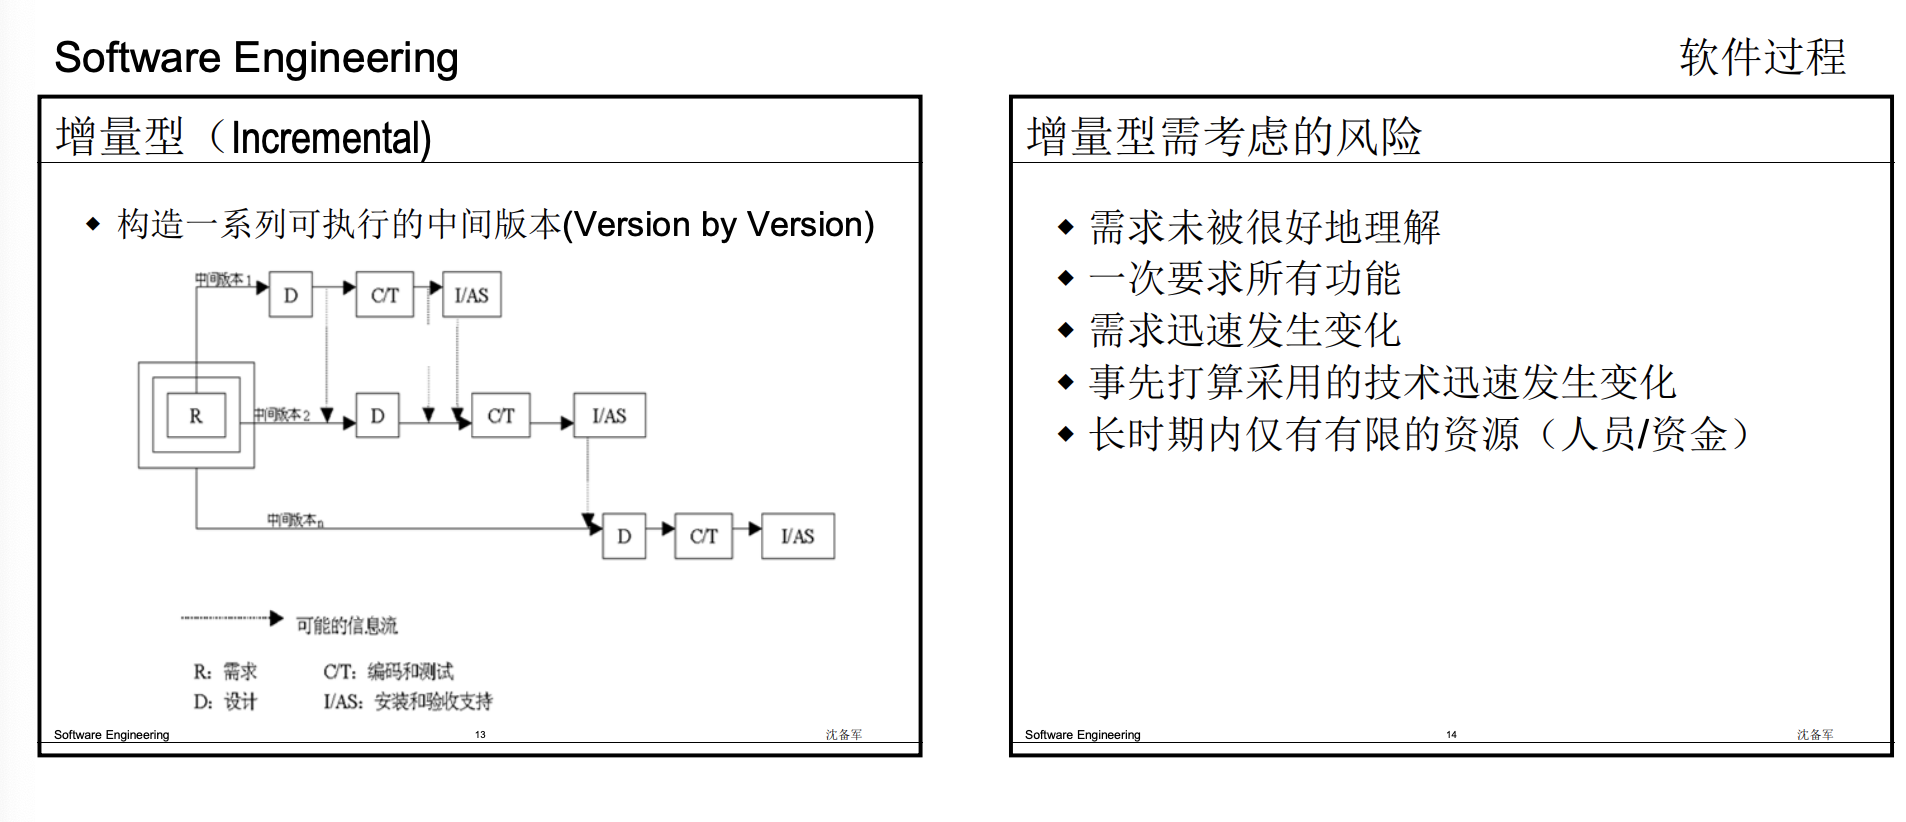 Software Engineering
软件过程
增量型（Incremental)
构造一系列可执行的中间版本(Version by Version)
中间版本1
D
C/T
I/AS
R
中间版本2
D
C/T
I/AS
中间版本n
D
C/T
I/AS
可能的信息流
R：需求
C/T：编码和测试
D：设计
I/AS：安装和验收支持
Software Engineering
13
沈备军
增量型需考虑的风险
需求未被很好地理解
一次要求所有功能
需求迅速发生变化
事先打算采用的技术迅速发生变化
长时期内仅有有限的资源（人员/资金）
Software Engineering
14
沈备军